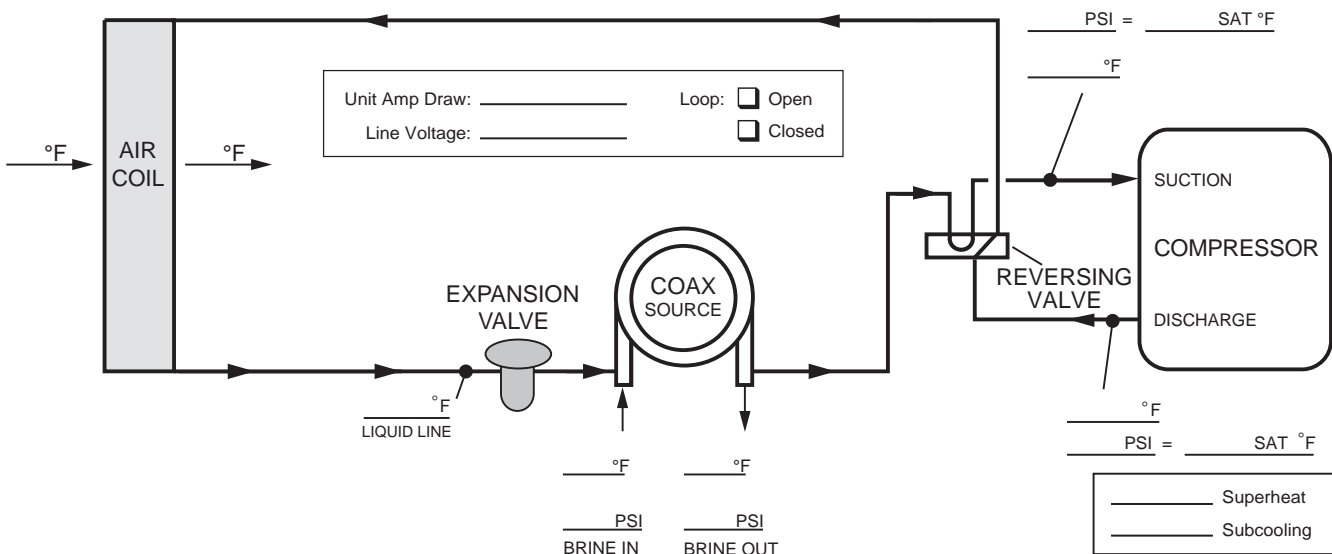 PSI = SAT °F
°F
Unit Amp Draw: Loop: Open
Line Voltage: Closed
°F AIR COIL °F
SUCTION
COMPRESSOR
REVERSING
VALVE
DISCHARGE
COAX
SOURCE
EXPANSION
VALVE
°F
LIQUID LINE
°F °F
PSI PSI
BRINE IN BRINE OUT
°F
PSI = SAT °F
Superheat
Subcooling